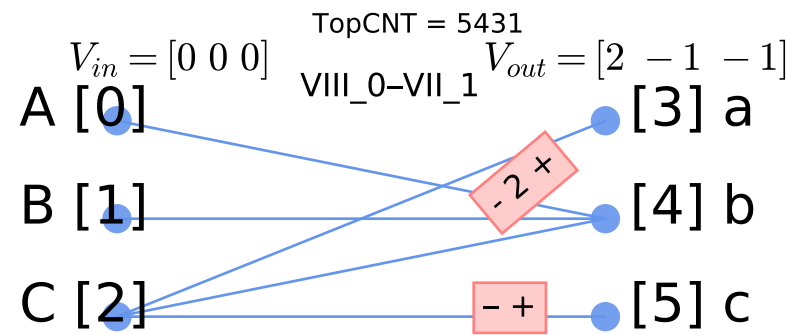 TopCNT = 5431
V_in = [0 0 0]
V_out = [2 −1 −1]
VIII_0–VII_1
A [0]
[3] a
- 2 +
B [1]
[4] b
C [2]
− +
[5] c